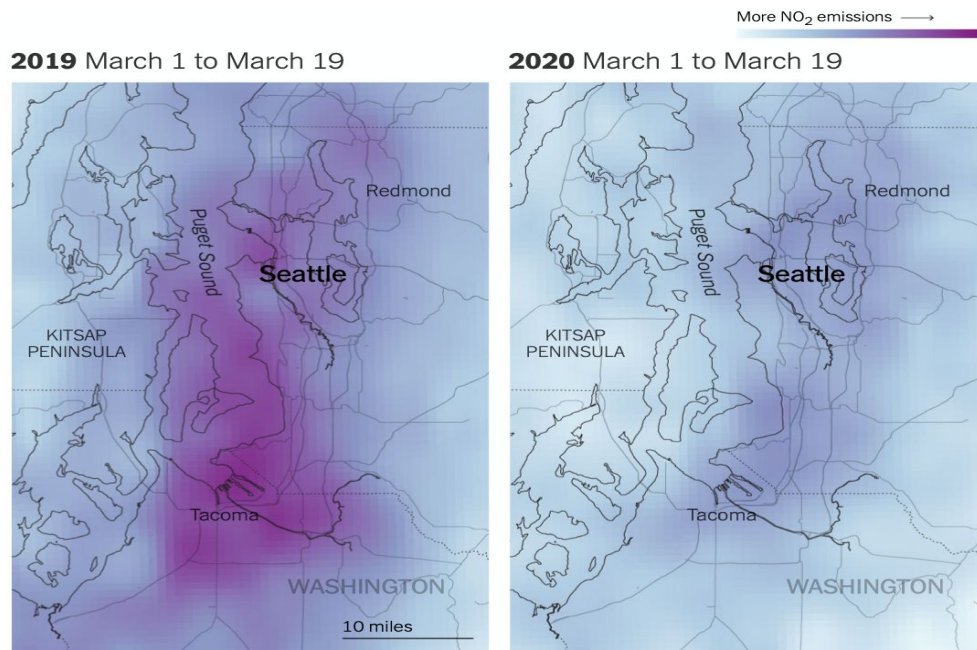 More NO₂ emissions →
2019 March 1 to March 19
Redmond
Puget Sound
Seattle
KITSAP
PENINSULA
Tacoma
WASHINGTON
10 miles
2020 March 1 to March 19
Redmond
Puget Sound
Seattle
KITSAP
PENINSULA
Tacoma
WASHINGTON